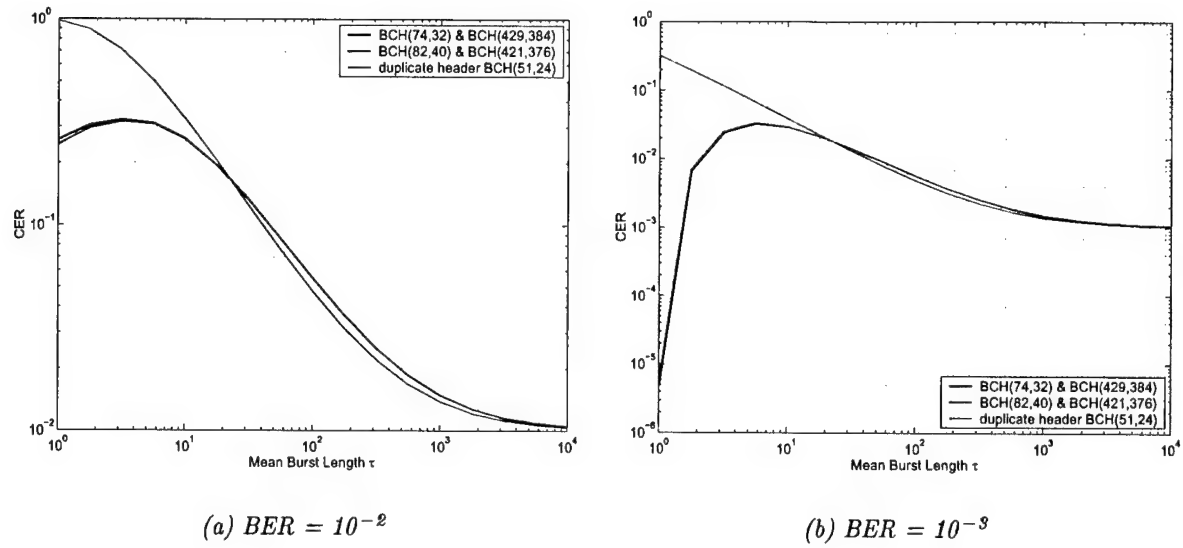 10^0
10^-1
10^-2
CER
BCH(74,32) & BCH(429,384)
BCH(82,40) & BCH(421,376)
duplicate header BCH(51,24)
10^0 10^1 10^2 10^3 10^4
Mean Burst Length τ
(a) BER = 10^-2
10^0
10^-1
10^-2
10^-3
10^-4
10^-5
10^-6
CER
BCH(74,32) & BCH(429,384)
BCH(82,40) & BCH(421,376)
duplicate header BCH(51,24)
10^0 10^1 10^2 10^3 10^4
Mean Burst Length τ
(b) BER = 10^-3